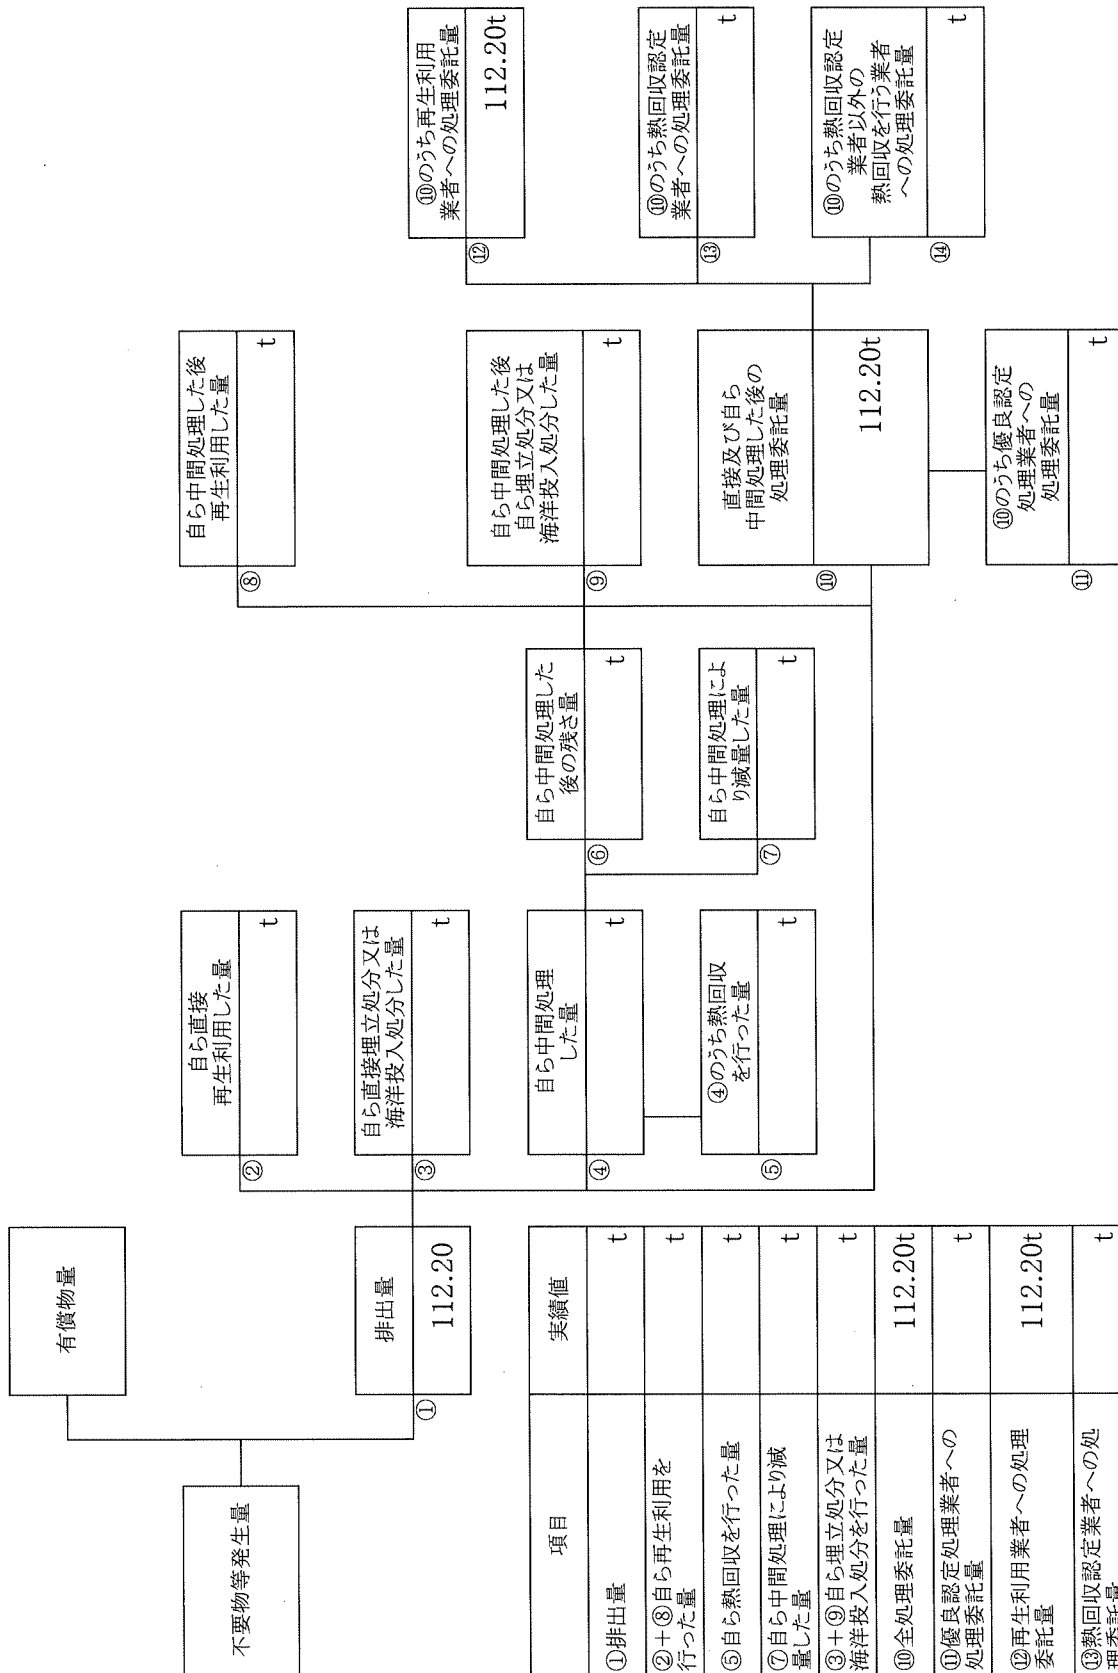 不要物等発生量
有償物量
①
排出量
112.20
②
自ら直接
再生利用した量
t
③
自ら直接埋立処分又は
海洋投入処分した量
t
④
自ら中間処理
した量
t
⑤
④のうち熱回収
を行った量
t
⑥
自ら中間処理した
後の残さ量
t
⑦
自ら中間処理によ
り減量した量
t
⑧
自ら中間処理した後
再生利用した量
t
⑨
自ら中間処理した後
自ら埋立処分又は
海洋投入処分した量
t
⑩
直接及び自ら
中間処理した後の
処理委託量
112.20t
⑪
⑩のうち優良認定
処理業者への
処理委託量
t
⑫
⑩のうち再生利用
業者への処理委託量
112.20t
⑬
⑩のうち熱回収認定
業者への処理委託量
t
⑭
⑩のうち熱回収認定
業者以外の
熱回収を行う業者
への処理委託量
t
項目 実績値
①排出量 t
②+⑧自ら再生利用を
行った量 t
⑤自ら熱回収を行った量 t
⑦自ら中間処理により減
量した量 t
③+⑨自ら埋立処分又は
海洋投入処分を行った量 t
⑩全処理委託量 112.20t
⑪優良認定処理業者への
処理委託量 t
⑫再生利用業者への処理
委託量 112.20t
⑬熱回収認定業者への処
理委託量 t